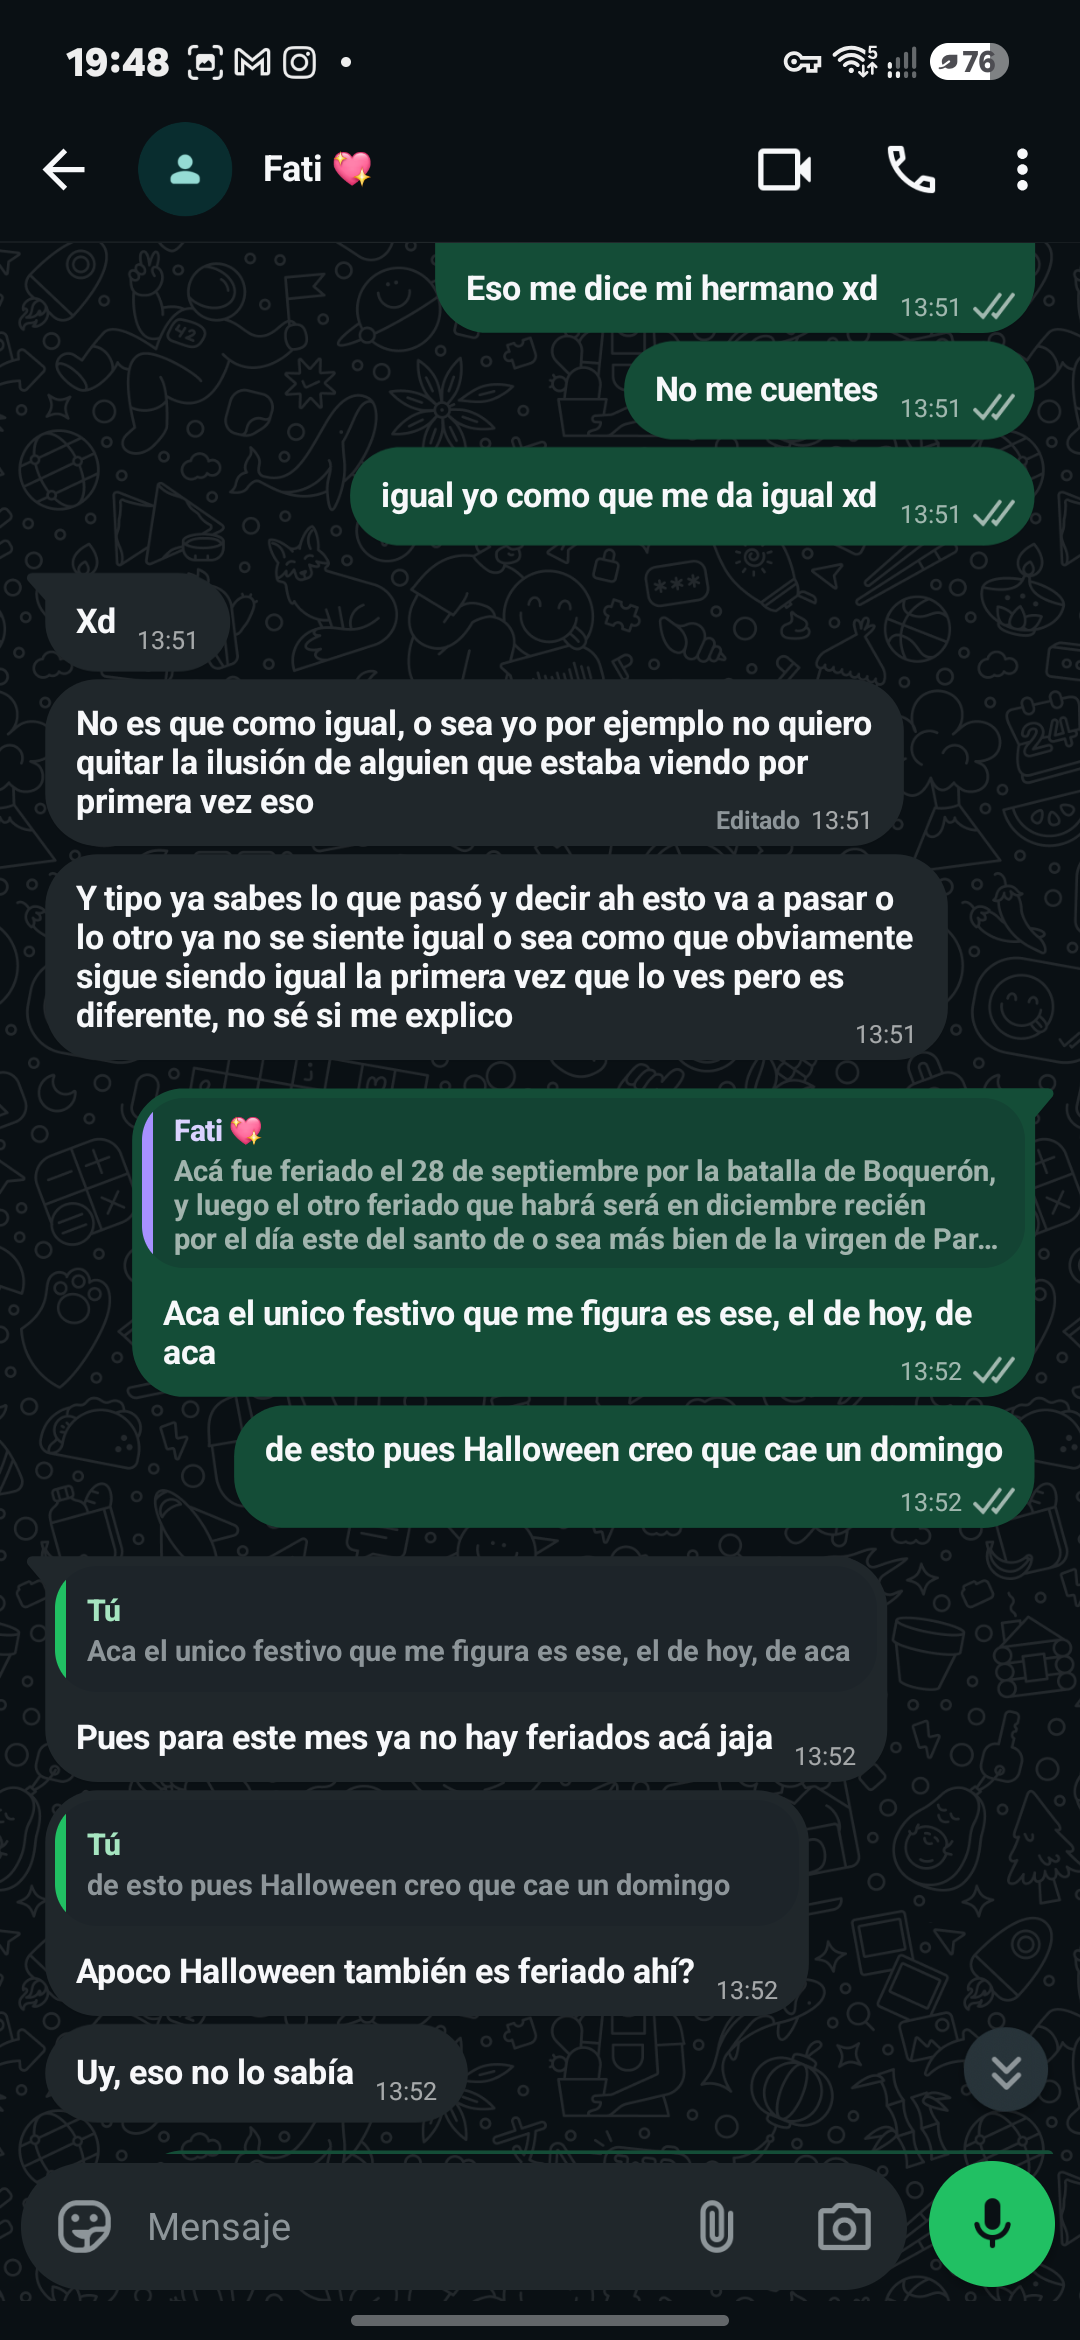 19:48
5
76
Fati 💖
Eso me dice mi hermano xd 13:51
No me cuentes 13:51
igual yo como que me da igual xd 13:51
Xd 13:51
No es que como igual, o sea yo por ejemplo no quiero
quitar la ilusión de alguien que estaba viendo por
primera vez eso
Editado 13:51
Y tipo ya sabes lo que pasó y decir ah esto va a pasar o
lo otro ya no se siente igual o sea como que obviamente
sigue siendo igual la primera vez que lo ves pero es
diferente, no sé si me explico
13:51
Fati 💖
Acá fue feriado el 28 de septiembre por la batalla de Boquerón,
y luego el otro feriado que habrá será en diciembre recién
por el día este del santo de o sea más bien de la virgen de Par...
Aca el unico festivo que me figura es ese, el de hoy, de
aca
13:52
de esto pues Halloween creo que cae un domingo
13:52
Tú
Aca el unico festivo que me figura es ese, el de hoy, de aca
Pues para este mes ya no hay feriados acá jaja 13:52
Tú
de esto pues Halloween creo que cae un domingo
Apoco Halloween también es feriado ahí? 13:52
Uy, eso no lo sabía 13:52
Mensaje